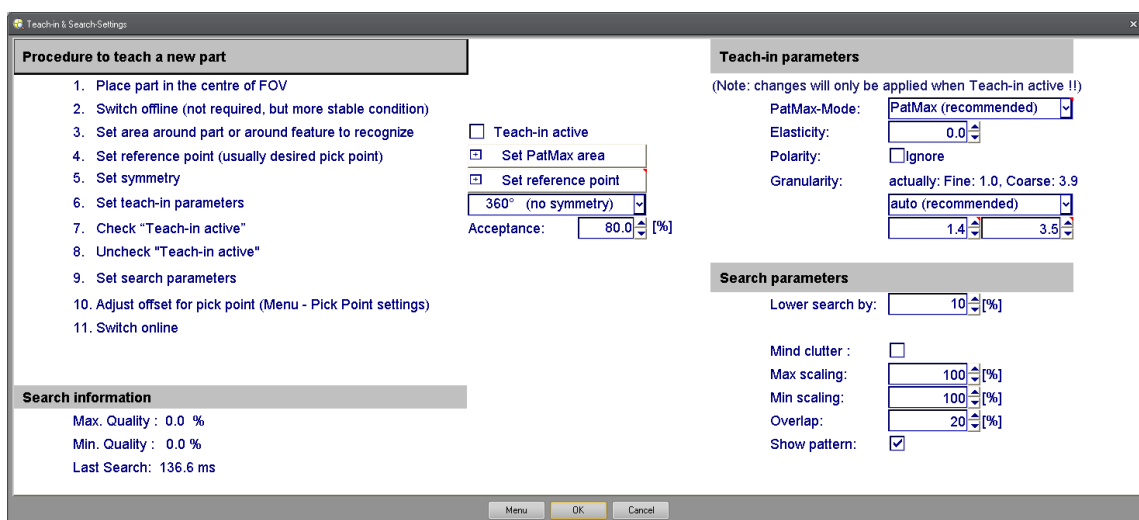 Teach-in & Search-Settings
Procedure to teach a new part
1. Place part in the centre of FOV
2. Switch offline (not required, but more stable condition)
3. Set area around part or around feature to recognize
4. Set reference point (usually desired pick point)
5. Set symmetry
6. Set teach-in parameters
7. Check “Teach-in active”
8. Uncheck "Teach-in active"
9. Set search parameters
10. Adjust offset for pick point (Menu - Pick Point settings)
11. Switch online
Teach-in active
Set PatMax area
Set reference point
360° (no symmetry)
Acceptance: 80.0 [%]
Search information
Max. Quality : 0.0 %
Min. Quality : 0.0 %
Last Search: 136.6 ms
Teach-in parameters
(Note: changes will only be applied when Teach-in active !!)
PatMax-Mode: PatMax (recommended)
Elasticity: 0.0
Polarity: Ignore
Granularity: actually: Fine: 1.0, Coarse: 3.9
auto (recommended)
1.4 3.5
Search parameters
Lower search by: 10 [%]
Mind clutter :
Max scaling: 100 [%]
Min scaling: 100 [%]
Overlap: 20 [%]
Show pattern:
Menu OK Cancel